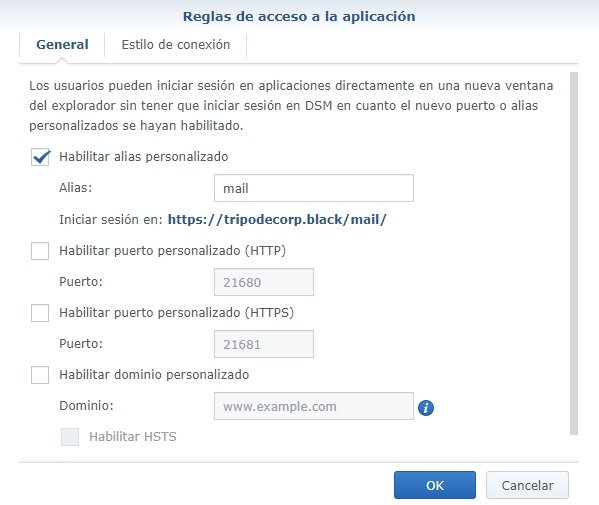 Reglas de acceso a la aplicación
General
Estilo de conexión
Los usuarios pueden iniciar sesión en aplicaciones directamente en una nueva ventana
del explorador sin tener que iniciar sesión en DSM en cuanto el nuevo puerto o alias
personalizados se hayan habilitado.
Habilitar alias personalizado
Alias: mail
Iniciar sesión en: https://tripodecorp.black/mail/
Habilitar puerto personalizado (HTTP)
Puerto: 21680
Habilitar puerto personalizado (HTTPS)
Puerto: 21681
Habilitar dominio personalizado
Dominio: www.example.com
Habilitar HSTS
OK Cancelar